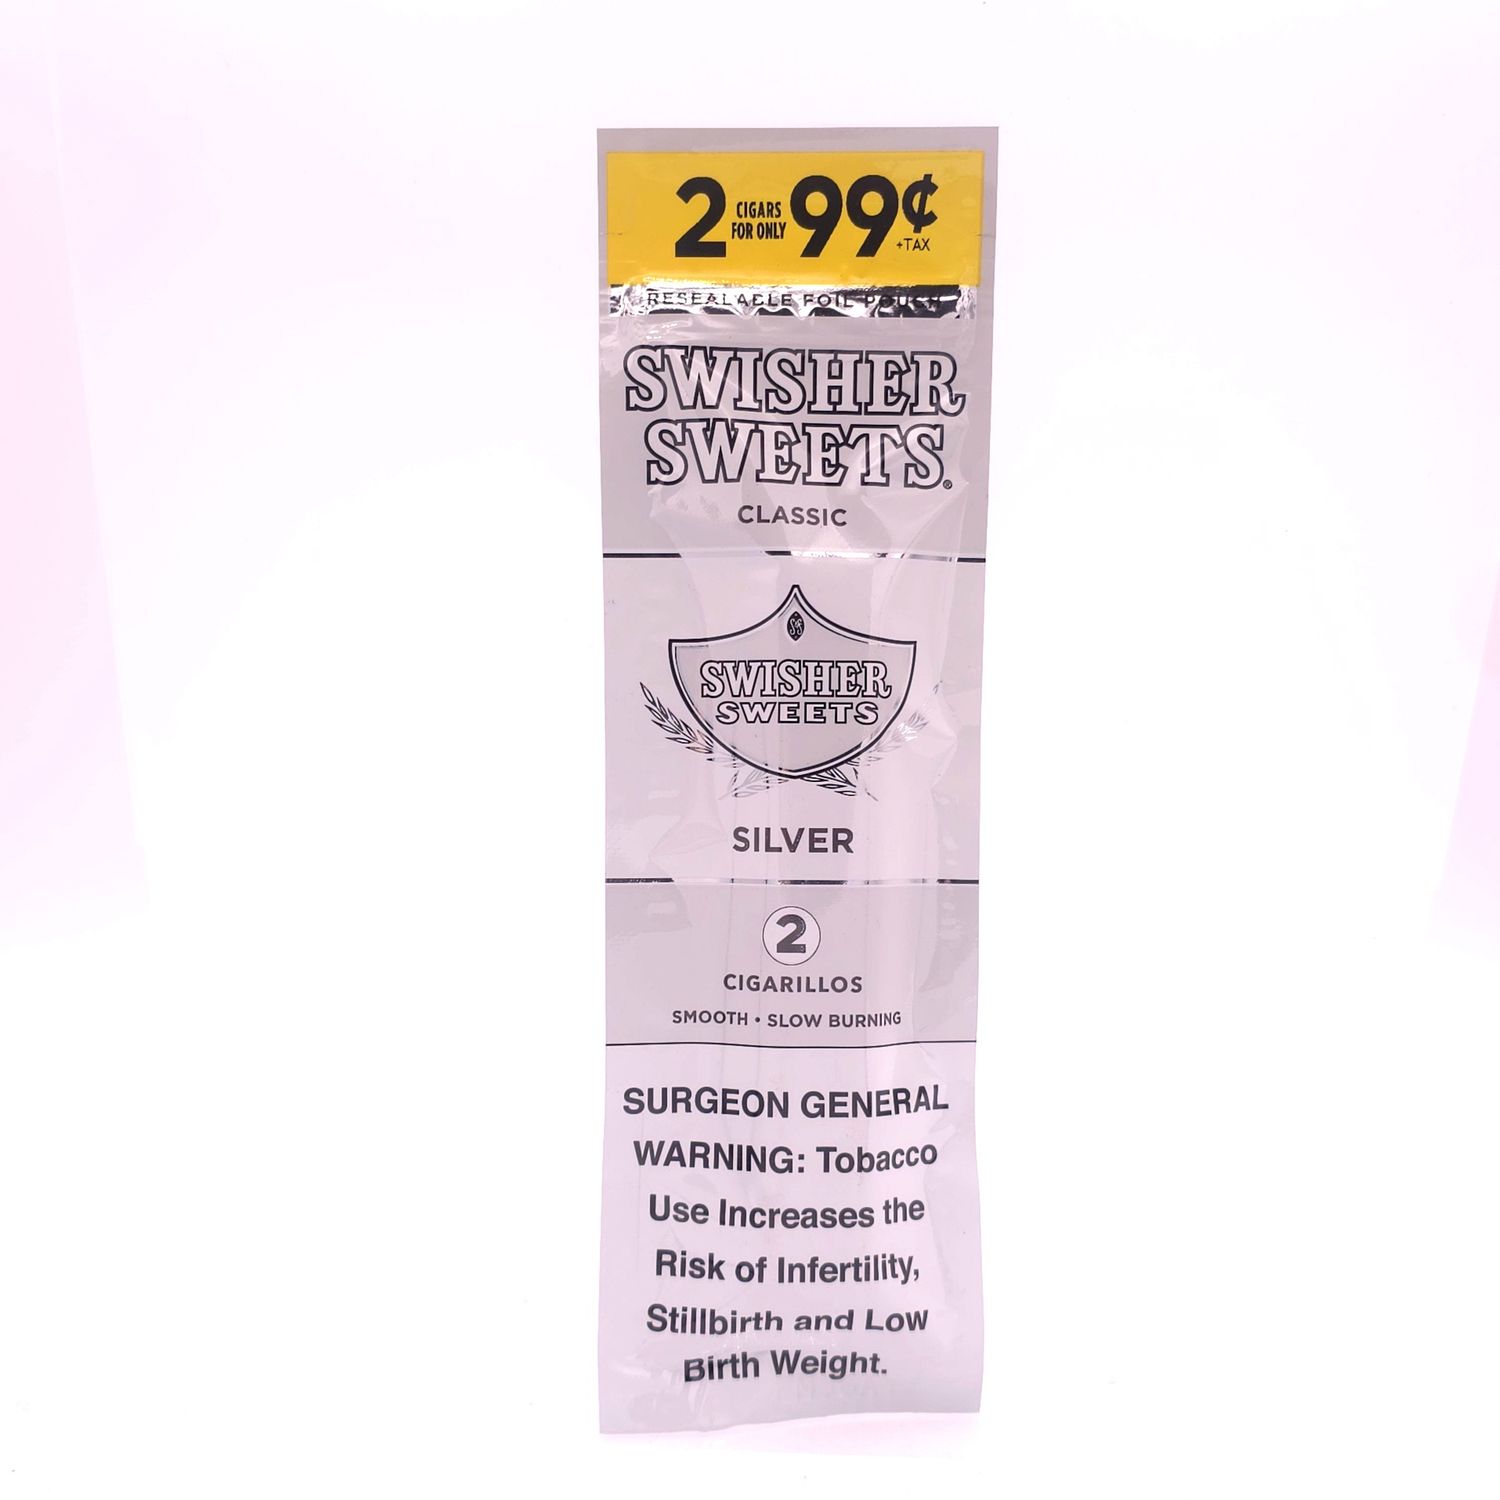 2 CIGARS FOR ONLY 99¢
+TAX
RESEALABLE FOIL POUCH
SWISHER
SWEETS®
CLASSIC
SWISHER
SWEETS
SILVER
2
CIGARILLOS
SMOOTH • SLOW BURNING
SURGEON GENERAL
WARNING: Tobacco
Use Increases the
Risk of Infertility,
Stillbirth and Low
Birth Weight.